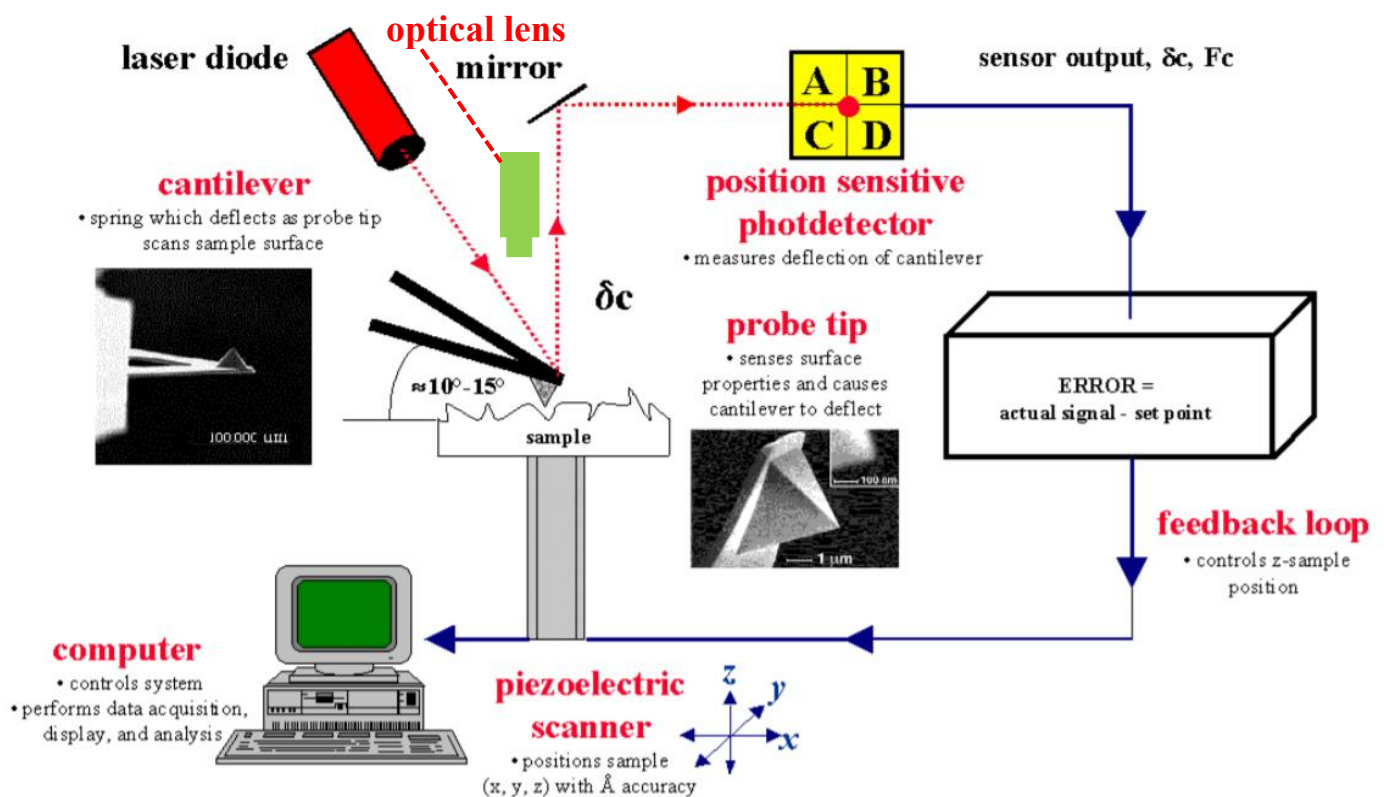 optical lens
laser diode
mirror
A B
C D
sensor output, δc, Fc
cantilever
• spring which deflects as probe tip
scans sample surface
100.000 µm
position sensitive
photdetector
• measures deflection of cantilever
δc
≈10°-15°
sample
probe tip
• senses surface
properties and causes
cantilever to deflect
100 nm
1 µm
ERROR =
actual signal - set point
feedback loop
• controls z-sample
position
computer
• controls system
• performs data acquisition,
display, and analysis
piezoelectric
scanner
• positions sample
(x, y, z) with Å accuracy
z
y
x